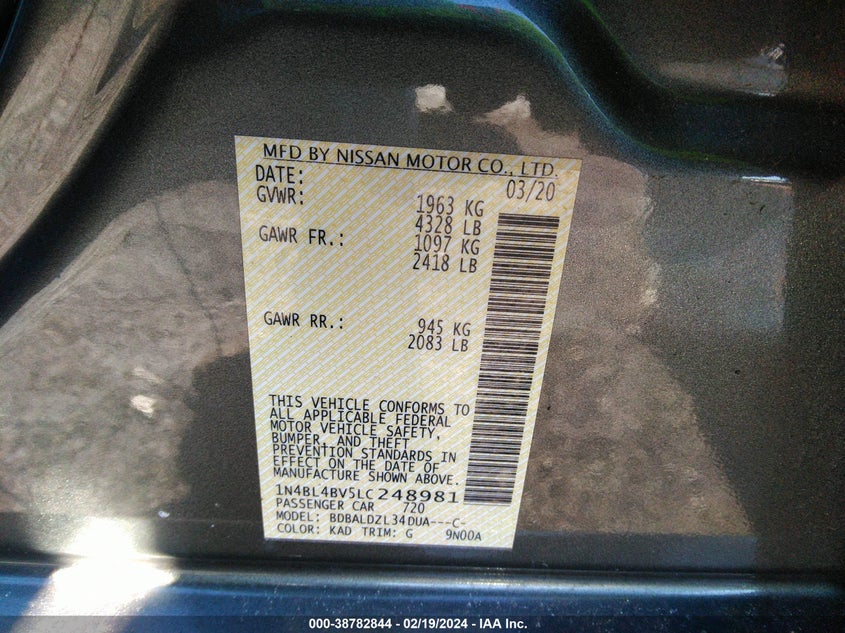 MFD BY NISSAN MOTOR CO., LTD.
DATE: 03/20
GVWR: 1963 KG
4328 LB
GAWR FR.: 1097 KG
2418 LB
GAWR RR.: 945 KG
2083 LB
THIS VEHICLE CONFORMS TO
ALL APPLICABLE FEDERAL
MOTOR VEHICLE SAFETY,
BUMPER, AND THEFT
PREVENTION STANDARDS IN
EFFECT ON THE DATE OF
MANUFACTURE SHOWN ABOVE.
1N4BL4BV5LC248981
PASSENGER CAR 720
MODEL: BDBALDZL34DUA---C-
COLOR: KAD TRIM: G 9N00A
000-38782844 - 02/19/2024 - IAA Inc.